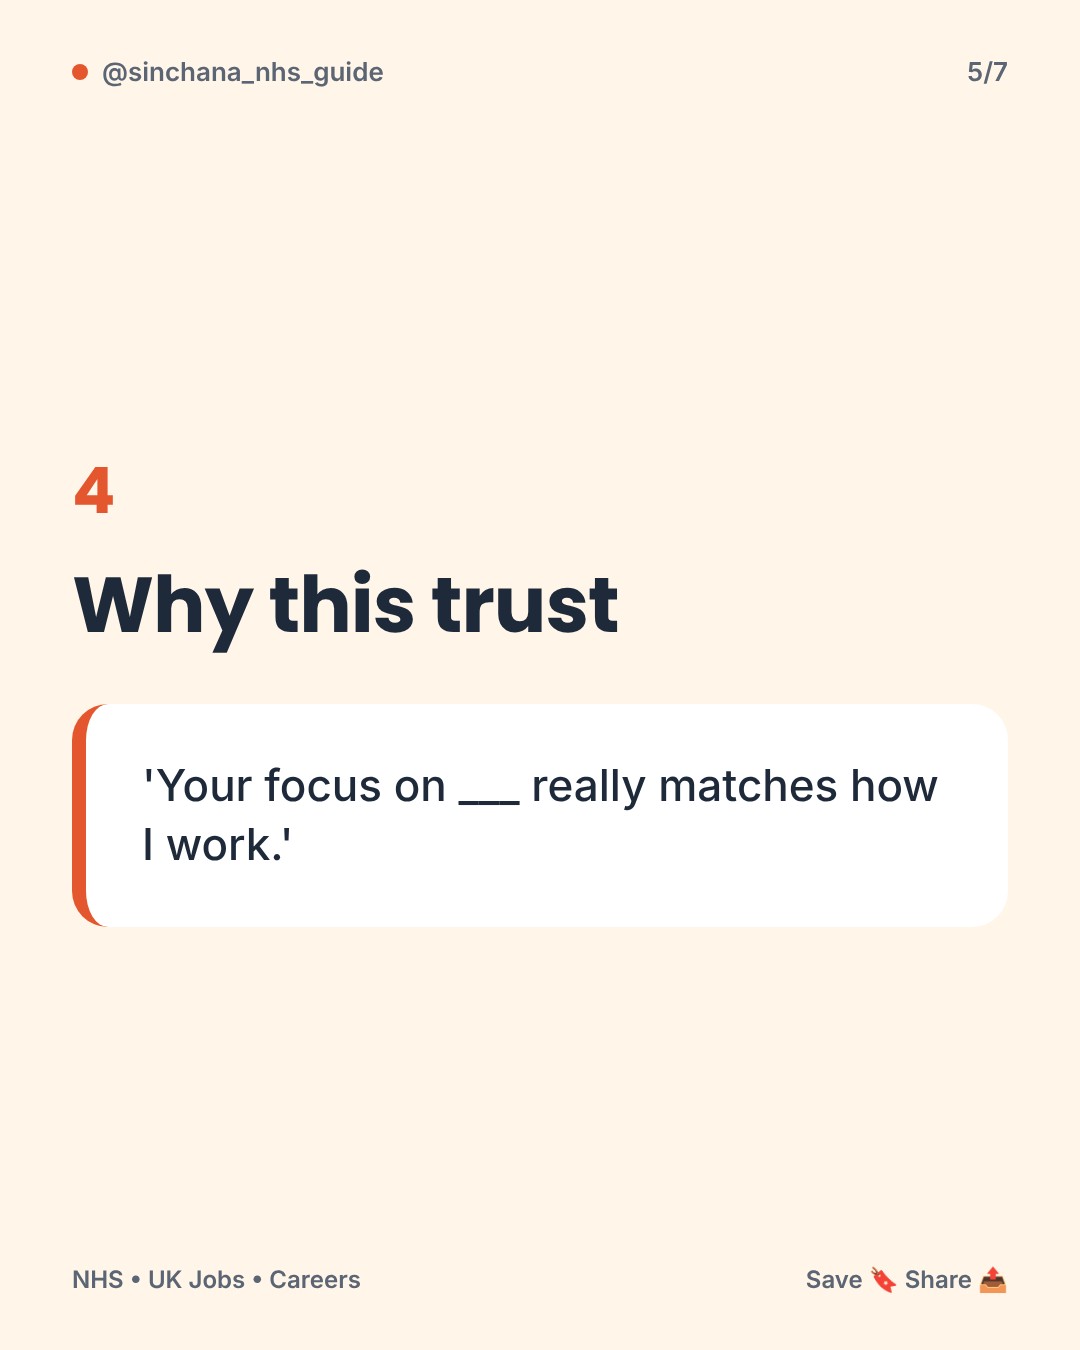 @sinchana_nhs_guide
5/7
4
Why this trust
'Your focus on ___ really matches how
I work.'
NHS • UK Jobs • Careers
Save 🔖 Share 📤